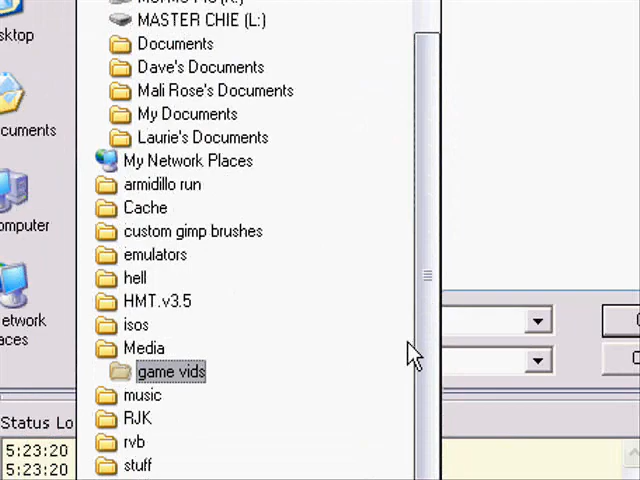 MASTER CHIE (L:)
sktop
Documents
Dave's Documents
Mali Rose's Documents
My Documents
cuments
Laurie's Documents
My Network Places
armidillo run
Cache
omputer
custom gimp brushes
emulators
hell
HMT.v3.5
etwork
aces
isos
Media
game vids
music
RJK
Status Lo
rvb
5:23:20
stuff
5:23:20